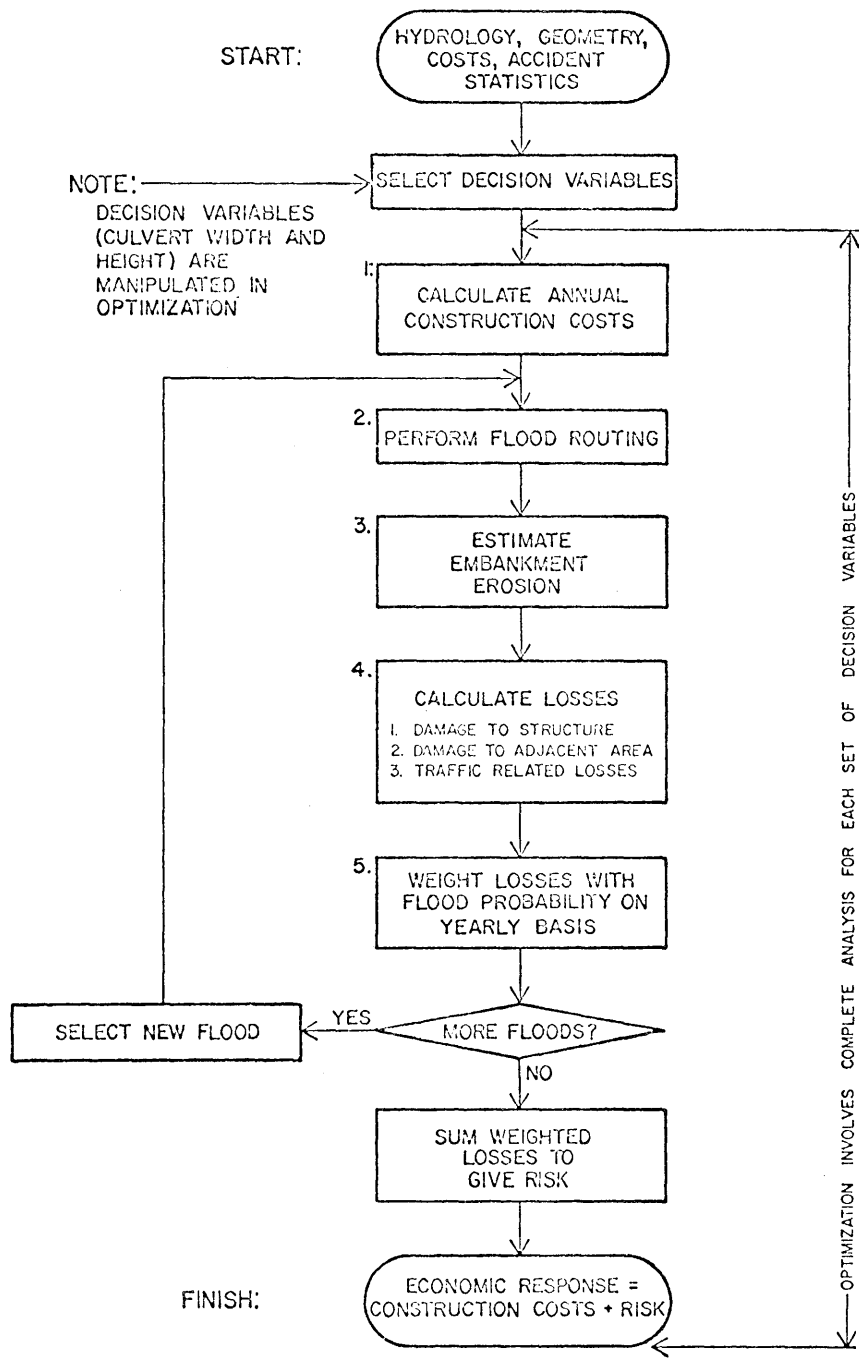 START:
HYDROLOGY, GEOMETRY,
COSTS, ACCIDENT
STATISTICS
SELECT DECISION VARIABLES
NOTE:
DECISION VARIABLES
(CULVERT WIDTH AND
HEIGHT) ARE
MANIPULATED IN
OPTIMIZATION
1.
CALCULATE ANNUAL
CONSTRUCTION COSTS
2.
PERFORM FLOOD ROUTING
3.
ESTIMATE
EMBANKMENT
EROSION
4.
CALCULATE LOSSES
1. DAMAGE TO STRUCTURE
2. DAMAGE TO ADJACENT AREA
3. TRAFFIC RELATED LOSSES
5.
WEIGHT LOSSES WITH
FLOOD PROBABILITY ON
YEARLY BASIS
MORE FLOODS?
YES
SELECT NEW FLOOD
NO
SUM WEIGHTED
LOSSES TO
GIVE RISK
FINISH:
ECONOMIC RESPONSE =
CONSTRUCTION COSTS + RISK
OPTIMIZATION INVOLVES COMPLETE ANALYSIS FOR EACH SET OF DECISION VARIABLES